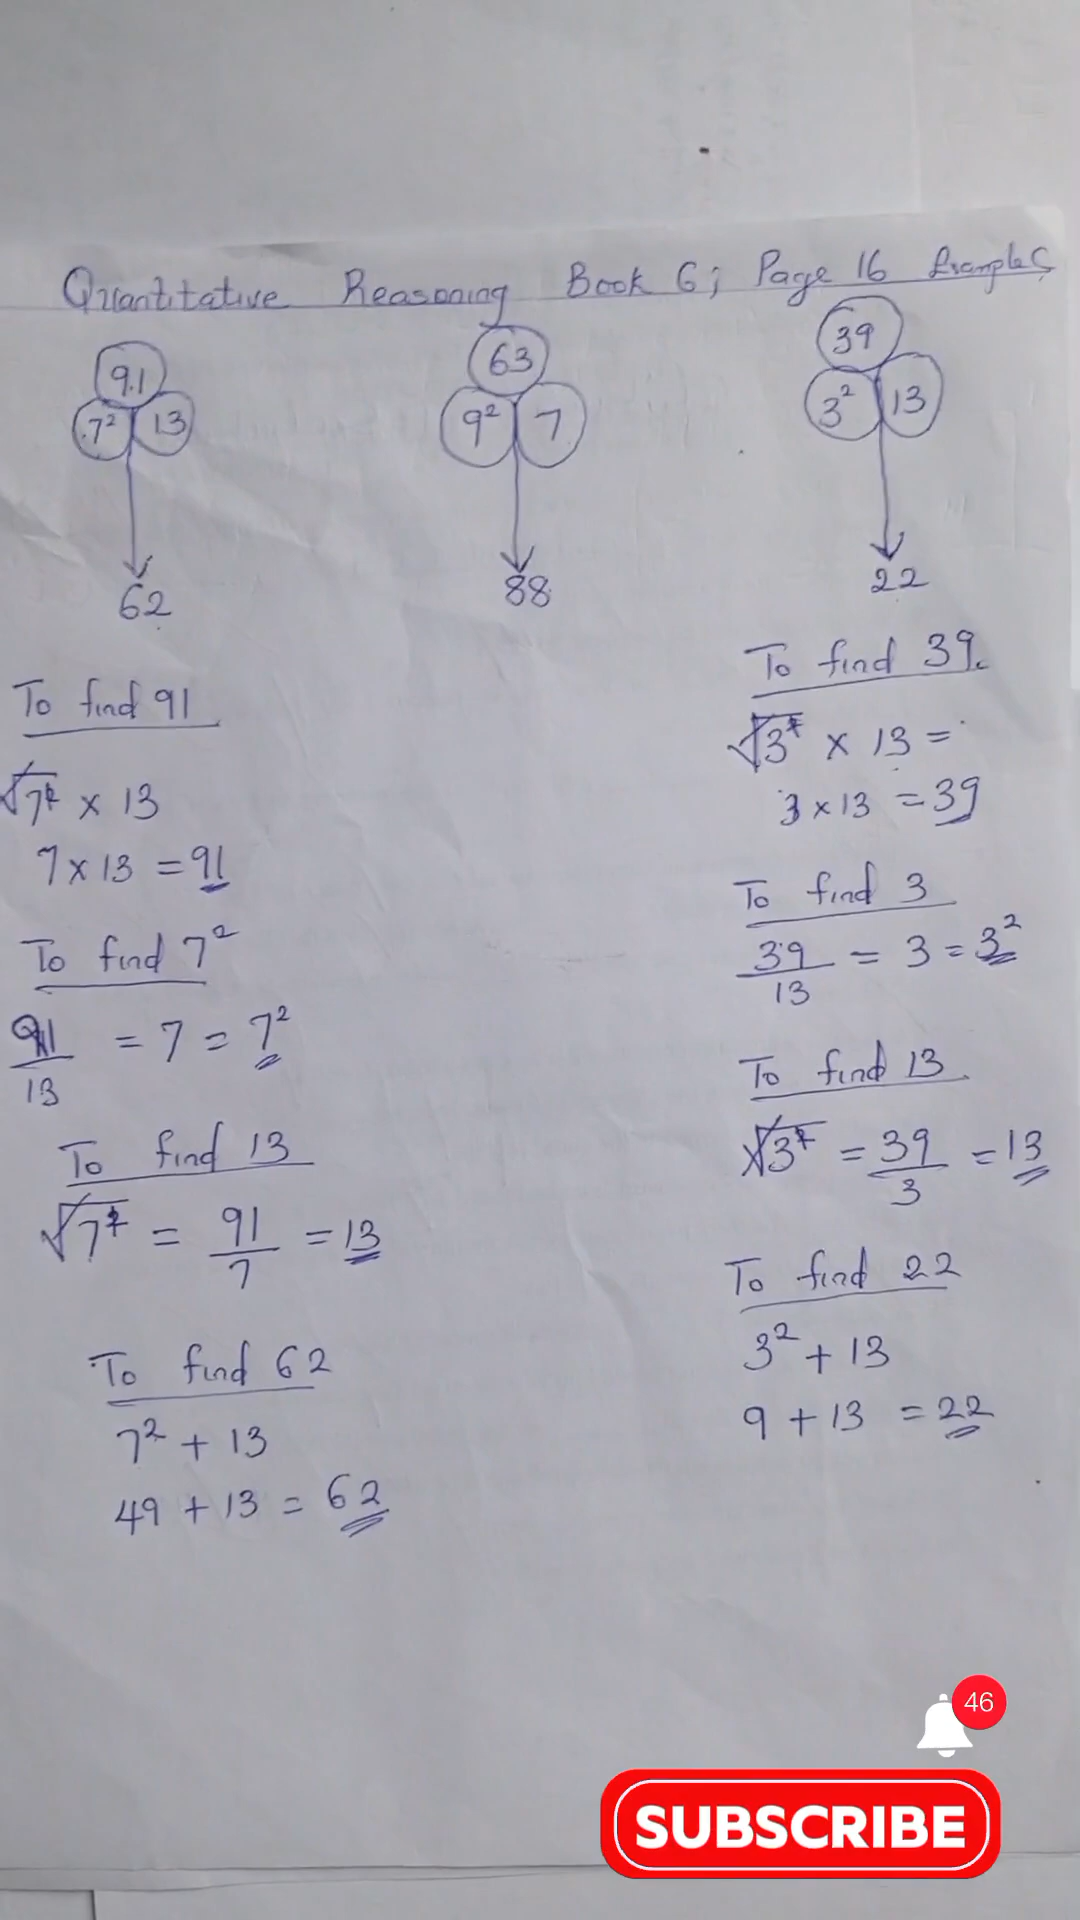 Quantitative Reasoning Book 6; Page 16 Examples
91
7² 13
62
63
9² 7
88
39
3² 13
22
To find 91
√7² × 13
7 × 13 = 91
To find 7²
91/13 = 7 = 7²
To find 13
√7² = 91/7 = 13
To find 62
7² + 13
49 + 13 = 62
To find 39.
√3² × 13 =
3 × 13 = 39
To find 3
39/13 = 3 = 3²
To find 13
√3² = 39/3 = 13
To find 22
3² + 13
9 + 13 = 22
46
SUBSCRIBE